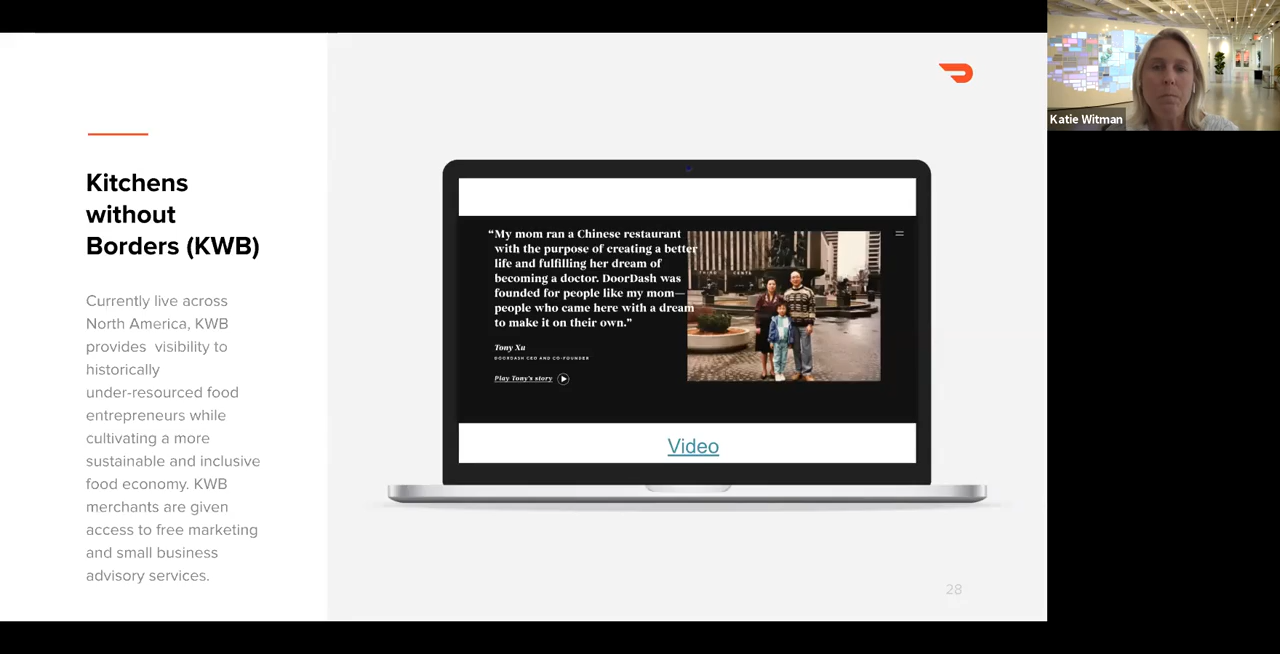 Kitchens
without
Borders (KWB)
Currently live across
North America, KWB
provides visibility to
historically
under-resourced food
entrepreneurs while
cultivating a more
sustainable and inclusive
food economy. KWB
merchants are given
access to free marketing
and small business
advisory services.
“My mom ran a Chinese restaurant
with the purpose of creating a better
life and fulfilling her dream of
becoming a doctor. DoorDash was
founded for people like my mom—
people who came here with a dream
to make it on their own.”
Tony Xu
DOORDASH CEO AND CO-FOUNDER
Play Tony's story
Video
28
Katie Witman